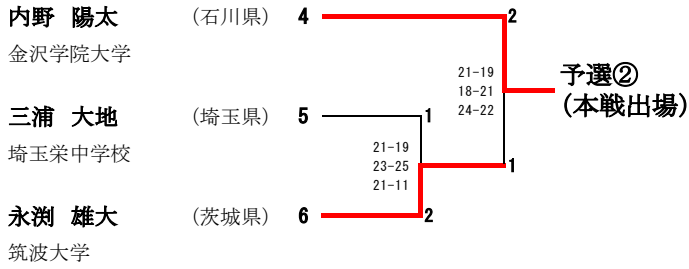 内野　陽太 （石川県） 4 2
金沢学院大学
21-19
18-21
24-22
予選②
(本戦出場)
三浦　大地 （埼玉県） 5 1
埼玉栄中学校
21-19
23-25
21-11
1
永渕　雄大 （茨城県） 6 2
筑波大学